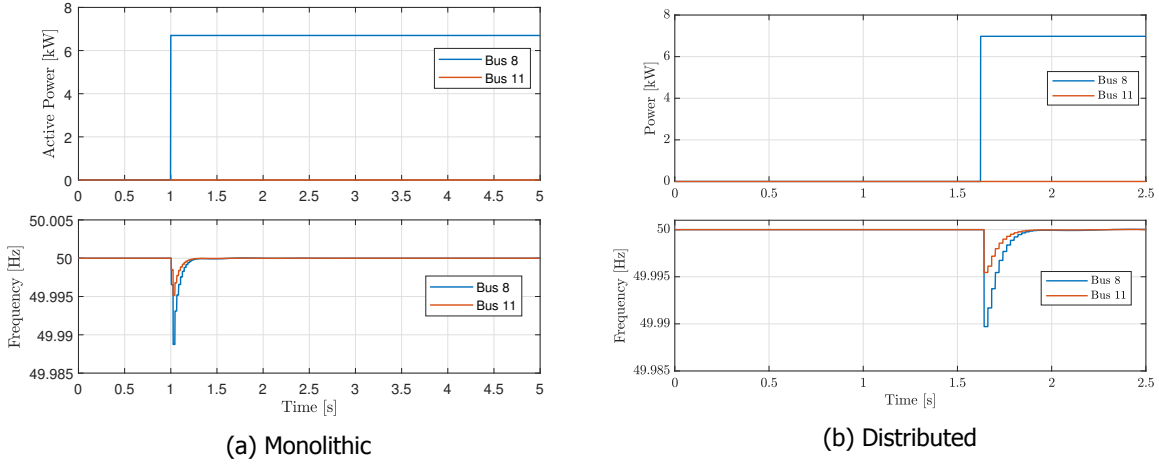 Active Power [kW]
8
6
4
2
0
Bus 8
Bus 11
0 0.5 1 1.5 2 2.5 3 3.5 4 4.5 5
Frequency [Hz]
50.005
50
49.995
49.99
49.985
Bus 8
Bus 11
0 0.5 1 1.5 2 2.5 3 3.5 4 4.5 5
Time [s]
(a) Monolithic
Power [kW]
8
6
4
2
0
Bus 8
Bus 11
0 0.5 1 1.5 2 2.5
Frequency [Hz]
50
49.995
49.99
49.985
Bus 8
Bus 11
0 0.5 1 1.5 2 2.5
Time [s]
(b) Distributed